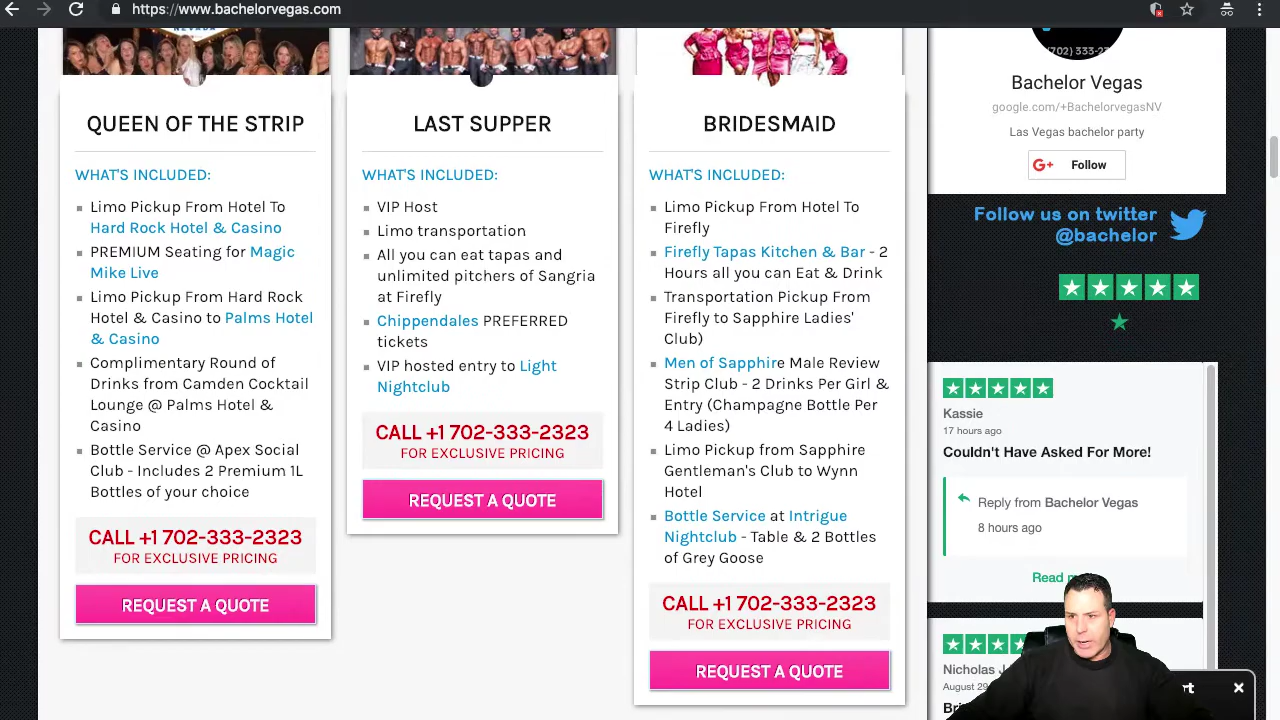 https://www.bachelorvegas.com
NEVADA
QUEEN OF THE STRIP
WHAT'S INCLUDED:
Limo Pickup From Hotel To
Hard Rock Hotel & Casino
PREMIUM Seating for Magic
Mike Live
Limo Pickup From Hard Rock
Hotel & Casino to Palms Hotel
& Casino
Complimentary Round of
Drinks from Camden Cocktail
Lounge @ Palms Hotel &
Casino
Bottle Service @ Apex Social
Club - Includes 2 Premium 1L
Bottles of your choice
CALL +1 702-333-2323
FOR EXCLUSIVE PRICING
REQUEST A QUOTE
LAST SUPPER
WHAT'S INCLUDED:
VIP Host
Limo transportation
All you can eat tapas and
unlimited pitchers of Sangria
at Firefly
Chippendales PREFERRED
tickets
VIP hosted entry to Light
Nightclub
CALL +1 702-333-2323
FOR EXCLUSIVE PRICING
REQUEST A QUOTE
BRIDESMAID
WHAT'S INCLUDED:
Limo Pickup From Hotel To
Firefly
Firefly Tapas Kitchen & Bar - 2
Hours all you can Eat & Drink
Transportation Pickup From
Firefly to Sapphire Ladies'
Club)
Men of Sapphire Male Review
Strip Club - 2 Drinks Per Girl &
Entry (Champagne Bottle Per
4 Ladies)
Limo Pickup from Sapphire
Gentleman's Club to Wynn
Hotel
Bottle Service at Intrigue
Nightclub - Table & 2 Bottles
of Grey Goose
CALL +1 702-333-2323
FOR EXCLUSIVE PRICING
REQUEST A QUOTE
(702) 333-23
Bachelor Vegas
google.com/+BachelorvegasNV
Las Vegas bachelor party
G+ Follow
Follow us on twitter
@bachelor
Kassie
17 hours ago
Couldn't Have Asked For More!
Reply from Bachelor Vegas
8 hours ago
Read
Nicholas J
August 29